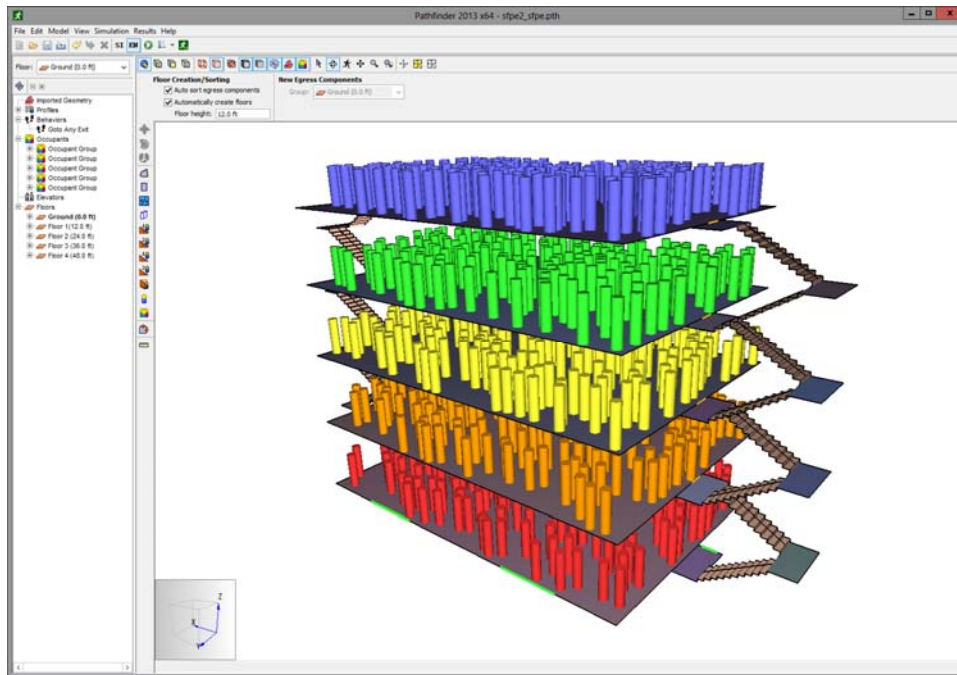 Pathfinder 2013 x64 - sfpe2_sfpe.pth
File Edit Model View Simulation Results Help
SI EN
Floor: Ground (0.0 ft)
Floor Creation/Sorting
Auto sort egress components
Automatically create floors
Floor height: 12.0 ft
New Egress Components
Group: Ground (0.0 ft)
Imported Geometry
Profiles
Behaviors
Goto Any Exit
Occupants
Occupant Group
Occupant Group
Occupant Group
Occupant Group
Occupant Group
Elevators
Floors
Ground (0.0 ft)
Floor 1(12.0 ft)
Floor 2 (24.0 ft)
Floor 3 (36.0 ft)
Floor 4 (48.0 ft)
Z
X
Y